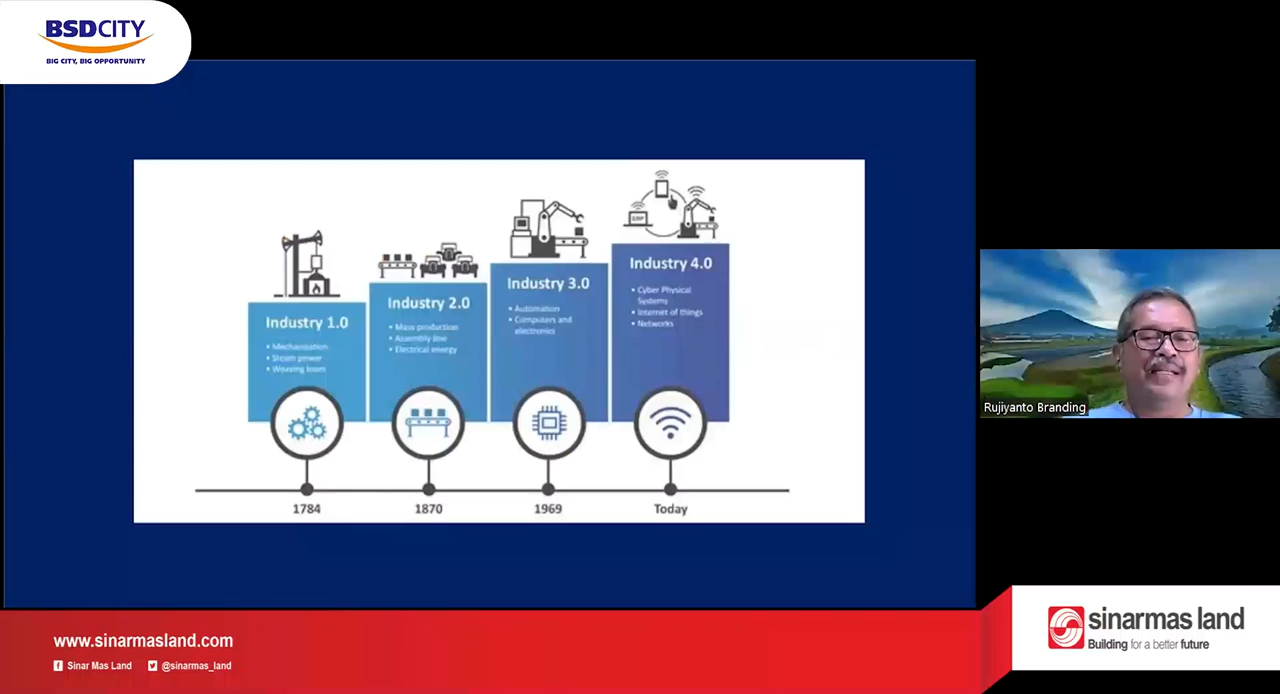 BSDCITY
BIG CITY, BIG OPPORTUNITY
Industry 1.0
• Mechanization
• Steam power
• Weaving loom
Industry 2.0
• Mass production
• Assembly line
• Electrical energy
Industry 3.0
• Automation
• Computers and
electronics
ERP
Industry 4.0
• Cyber Physical
Systems
• Internet of things
• Networks
1784
1870
1969
Today
Rujiyanto Branding
www.sinarmasland.com
Sinar Mas Land
@sinarmas_land
sinarmas land
Building for a better future